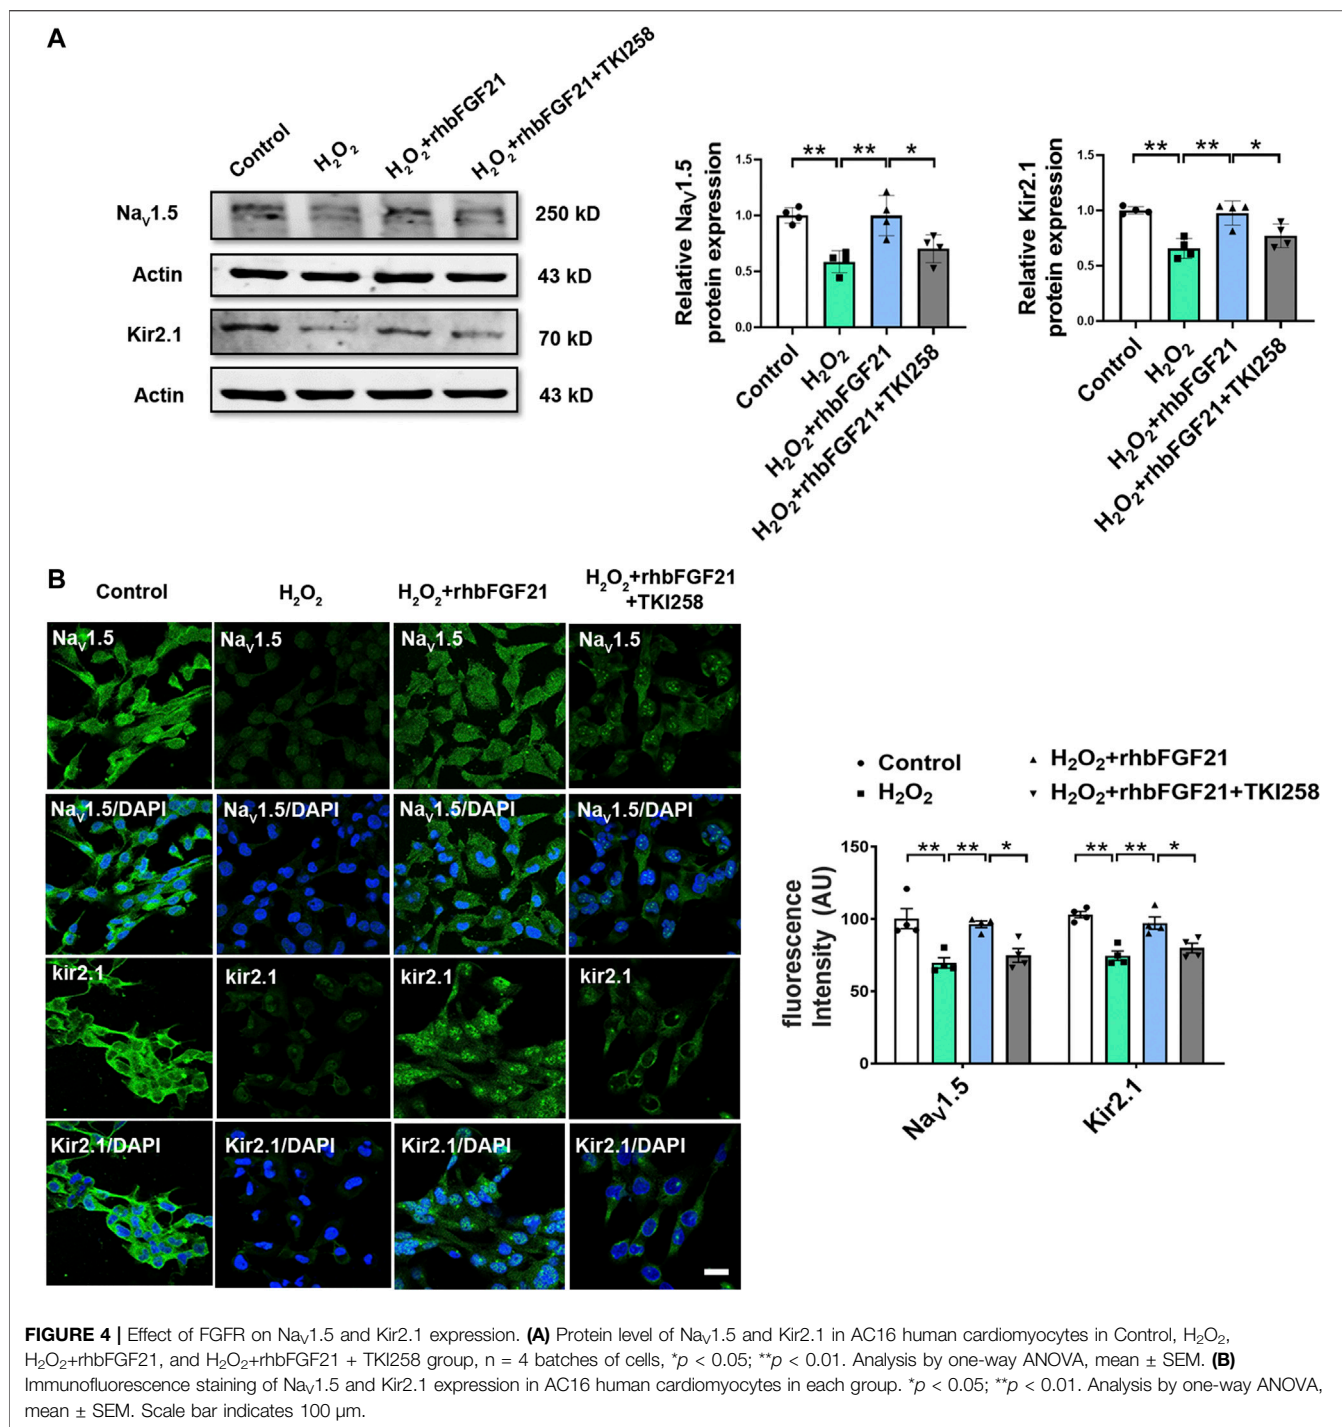 A
Control
H₂O₂
H₂O₂+rhbFGF21
H₂O₂+rhbFGF21+TKI258
Naᵥ1.5
250 kD
Actin
43 kD
Kir2.1
70 kD
Actin
43 kD
Relative Naᵥ1.5
protein expression
1.5
1.0
0.5
0.0
** ** *
Control
H₂O₂
H₂O₂+rhbFGF21
H₂O₂+rhbFGF21+TKI258
Relative Kir2.1
protein expression
1.5
1.0
0.5
0.0
** ** *
Control
H₂O₂
H₂O₂+rhbFGF21
H₂O₂+rhbFGF21+TKI258
B
Control
H₂O₂
H₂O₂+rhbFGF21
H₂O₂+rhbFGF21
+TKI258
Naᵥ1.5 Naᵥ1.5 Naᵥ1.5 Naᵥ1.5
Naᵥ1.5/DAPI Naᵥ1.5/DAPI Naᵥ1.5/DAPI Naᵥ1.5/DAPI
kir2.1 kir2.1 kir2.1 kir2.1
Kir2.1/DAPI Kir2.1/DAPI Kir2.1/DAPI Kir2.1/DAPI
Control
H₂O₂
H₂O₂+rhbFGF21
H₂O₂+rhbFGF21+TKI258
fluorescence
Intensity (AU)
150
100
50
0
** ** * ** ** *
Naᵥ1.5
Kir2.1
FIGURE 4 | Effect of FGFR on Naᵥ1.5 and Kir2.1 expression. (A) Protein level of Naᵥ1.5 and Kir2.1 in AC16 human cardiomyocytes in Control, H₂O₂,
H₂O₂+rhbFGF21, and H₂O₂+rhbFGF21 + TKI258 group, n = 4 batches of cells, *p < 0.05; **p < 0.01. Analysis by one-way ANOVA, mean ± SEM. (B)
Immunofluorescence staining of Naᵥ1.5 and Kir2.1 expression in AC16 human cardiomyocytes in each group. *p < 0.05; **p < 0.01. Analysis by one-way ANOVA,
mean ± SEM. Scale bar indicates 100 μm.